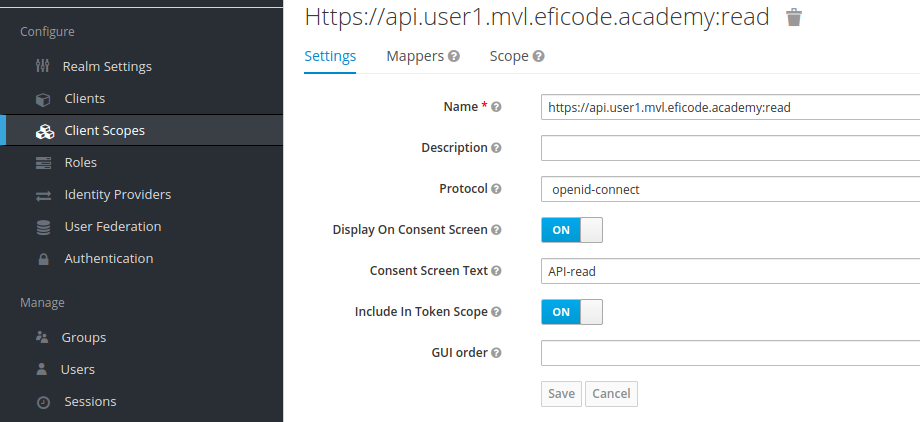 Configure
Realm Settings
Clients
Client Scopes
Roles
Identity Providers
User Federation
Authentication
Manage
Groups
Users
Sessions
Https://api.user1.mvl.eficode.academy:read
Settings Mappers Scope
Name * https://api.user1.mvl.eficode.academy:read
Description
Protocol openid-connect
Display On Consent Screen ON
Consent Screen Text API-read
Include In Token Scope ON
GUI order
Save Cancel